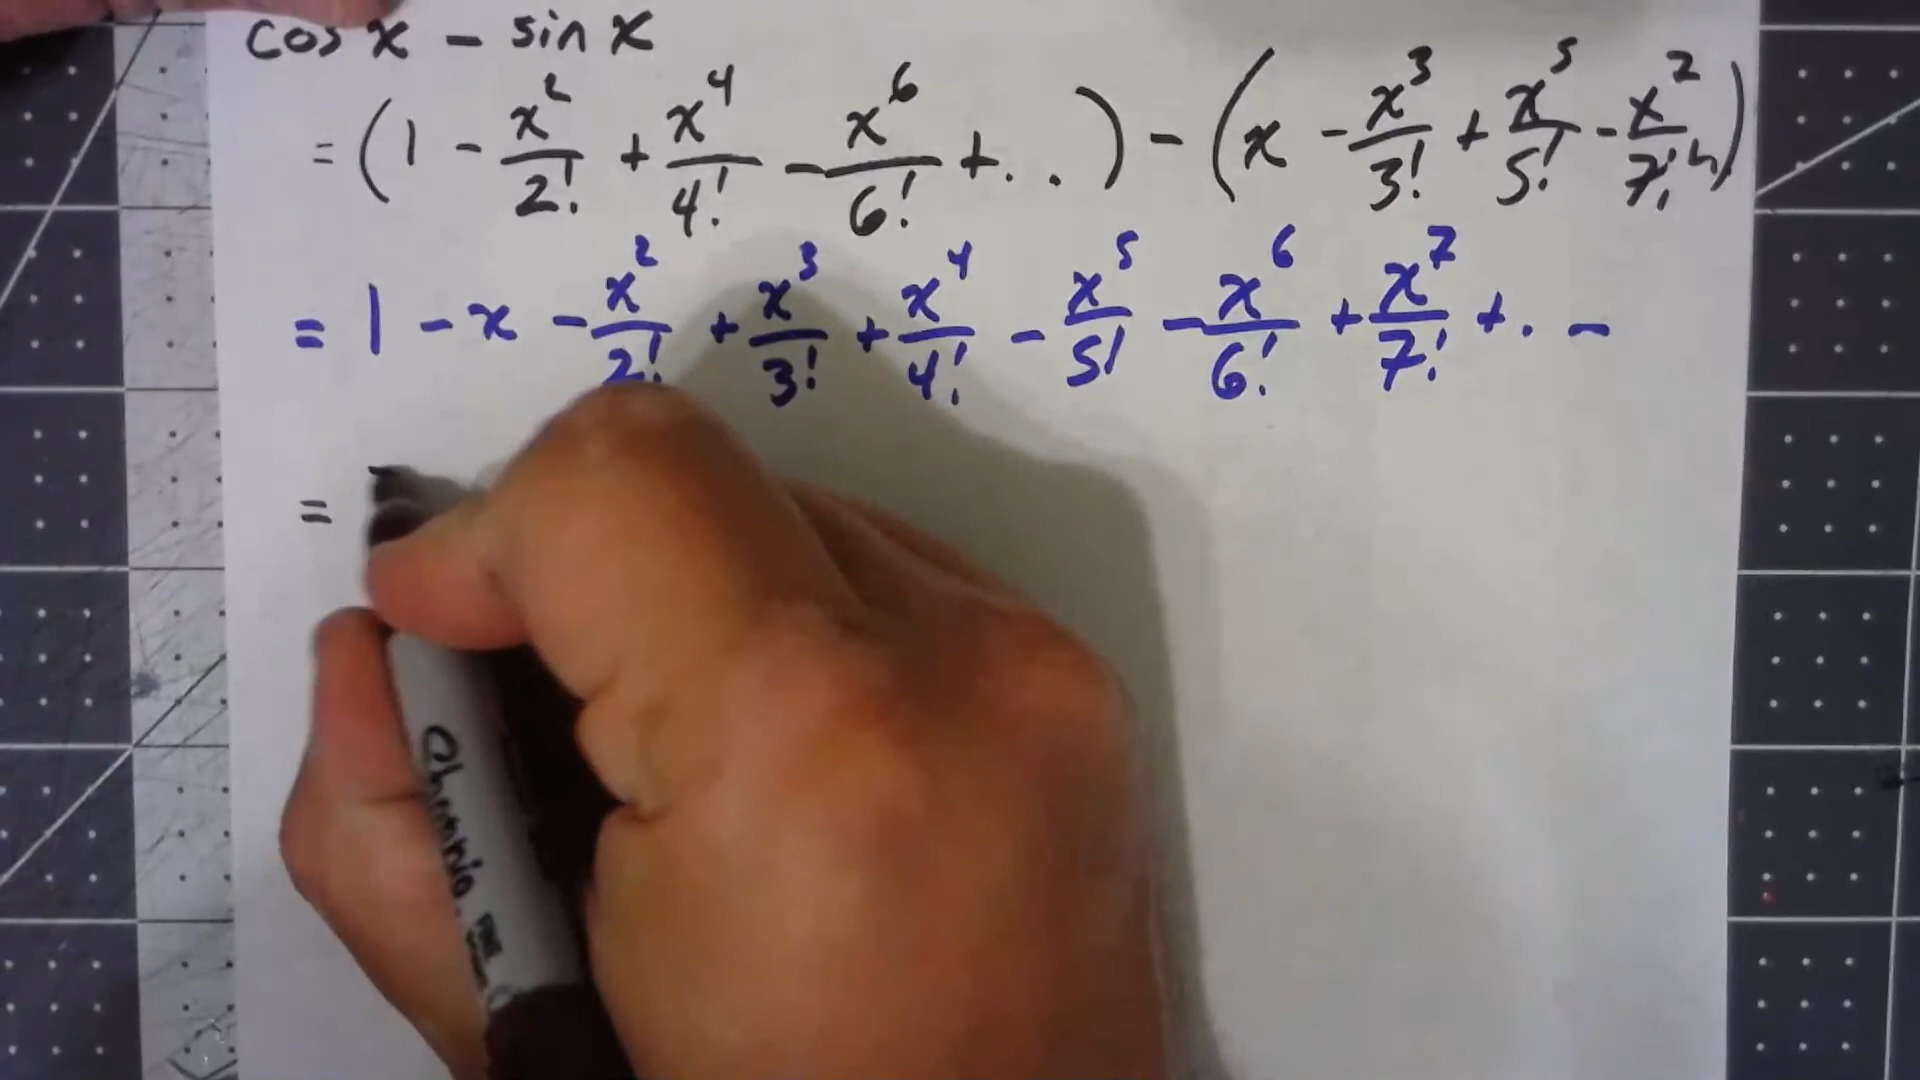 cos x - sin x
= (1 - x²/2! + x⁴/4! - x⁶/6! + . . ) - (x - x³/3! + x⁵/5! - x⁷/7! )
= 1 - x - x²/2! + x³/3! + x⁴/4! - x⁵/5! - x⁶/6! + x⁷/7! + . -
=